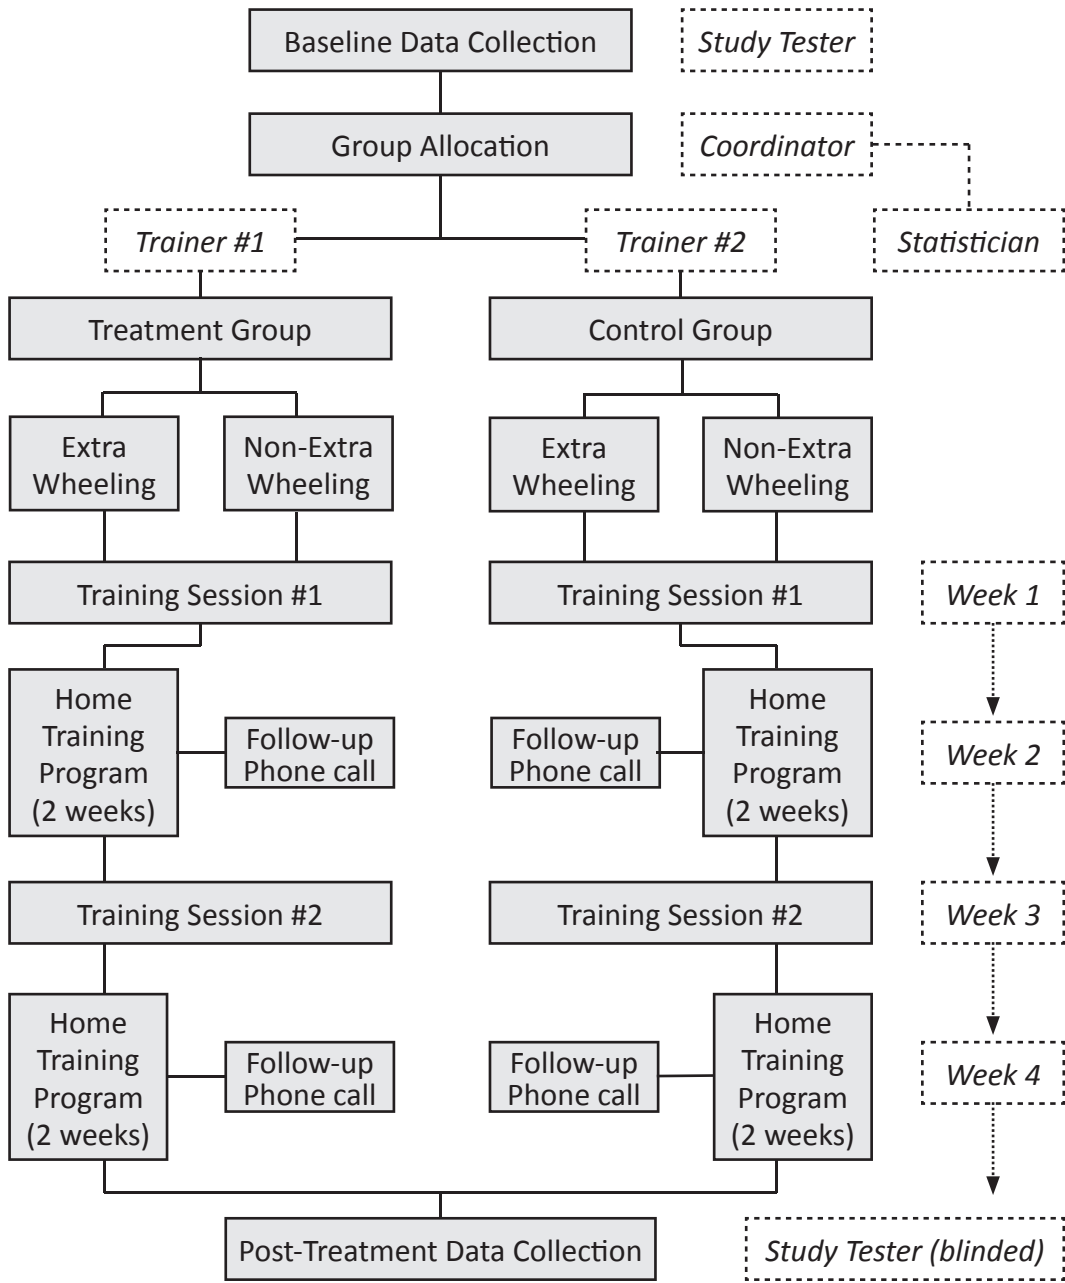 Baseline Data Collection
Study Tester
Group Allocation
Coordinator
Trainer #1
Trainer #2
Statistician
Treatment Group
Control Group
Extra
Wheeling
Non-Extra
Wheeling
Extra
Wheeling
Non-Extra
Wheeling
Training Session #1
Training Session #1
Week 1
Home
Training
Program
(2 weeks)
Follow-up
Phone call
Follow-up
Phone call
Home
Training
Program
(2 weeks)
Week 2
Training Session #2
Training Session #2
Week 3
Home
Training
Program
(2 weeks)
Follow-up
Phone call
Follow-up
Phone call
Home
Training
Program
(2 weeks)
Week 4
Post-Treatment Data Collection
Study Tester (blinded)